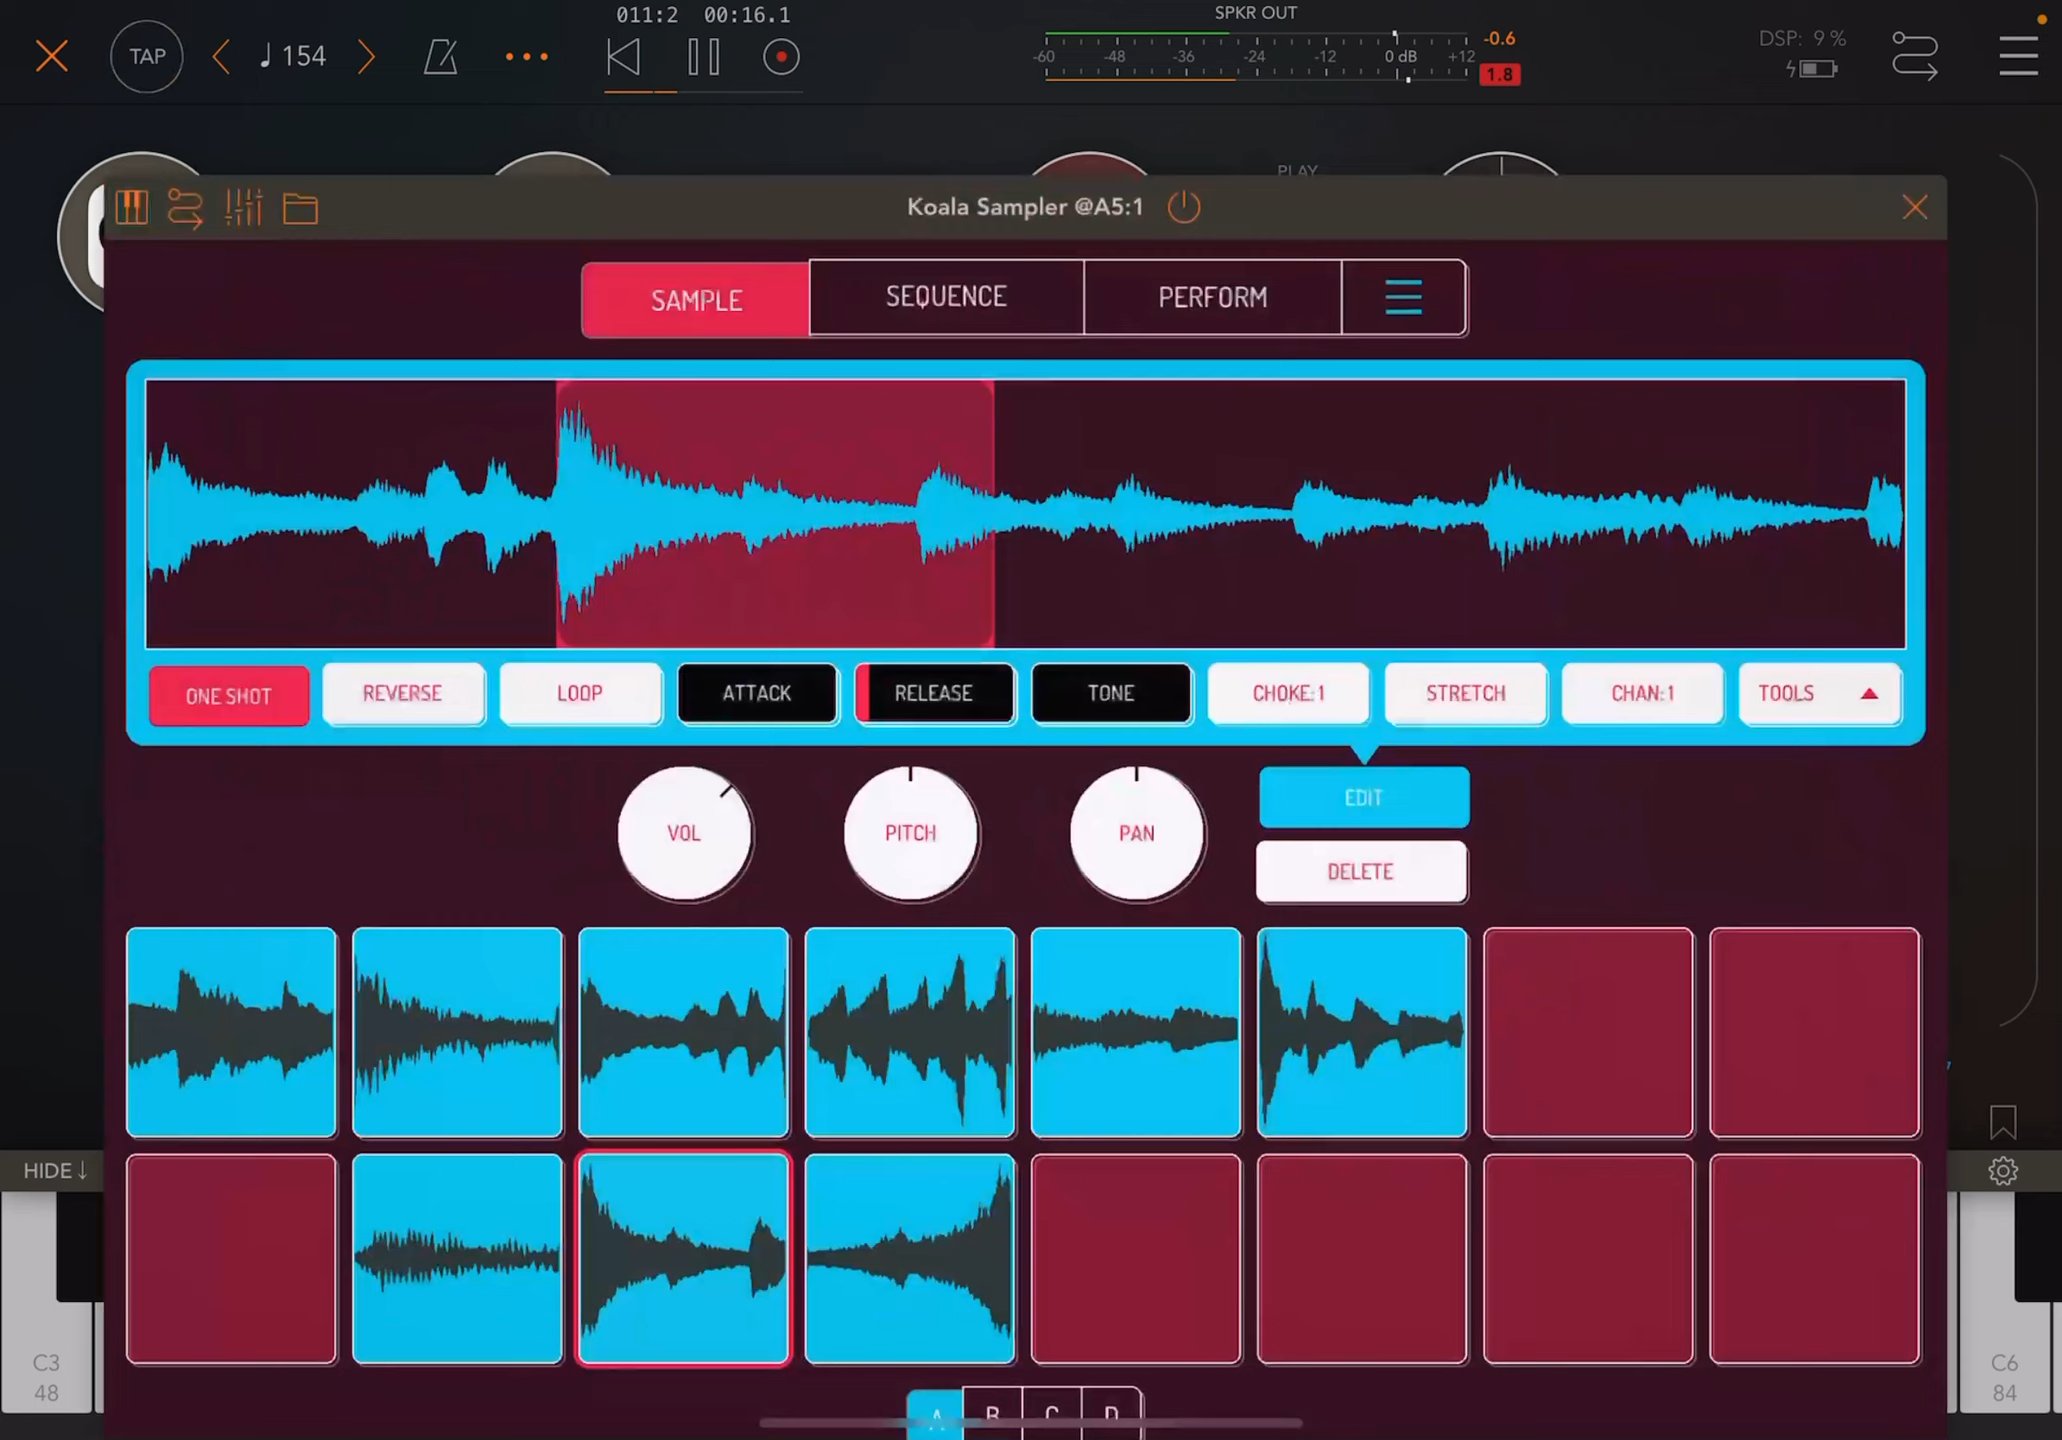 011:2 00:16.1
SPKR OUT
TAP
♩ 154
-60 -48 -36 -24 -12 0 dB +12
-0.6
1.8
DSP: 9 %
PLAY
Koala Sampler @A5:1
SAMPLE SEQUENCE PERFORM
ONE SHOT REVERSE LOOP ATTACK RELEASE TONE CHOKE:1 STRETCH CHAN:1 TOOLS
VOL PITCH PAN
EDIT
DELETE
HIDE↓
C3
48
C6
84
A B C D